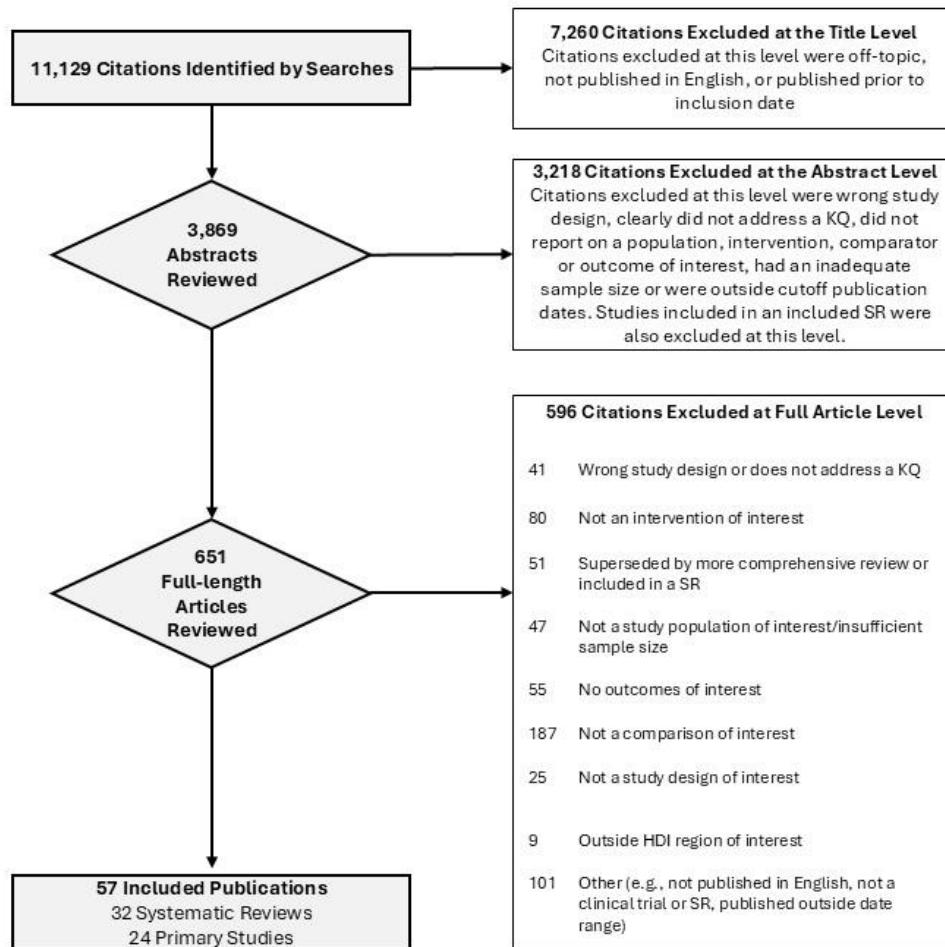 11,129 Citations Identified by Searches
7,260 Citations Excluded at the Title Level
Citations excluded at this level were off-topic,
not published in English, or published prior to
inclusion date
3,869
Abstracts
Reviewed
3,218 Citations Excluded at the Abstract Level
Citations excluded at this level were wrong study
design, clearly did not address a KQ, did not
report on a population, intervention, comparator
or outcome of interest, had an inadequate
sample size or were outside cutoff publication
dates. Studies included in an included SR were
also excluded at this level.
651
Full-length
Articles
Reviewed
596 Citations Excluded at Full Article Level
41 Wrong study design or does not address a KQ
80 Not an intervention of interest
51 Superseded by more comprehensive review or
included in a SR
47 Not a study population of interest/insufficient
sample size
55 No outcomes of interest
187 Not a comparison of interest
25 Not a study design of interest
9 Outside HDI region of interest
101 Other (e.g., not published in English, not a
clinical trial or SR, published outside date
range)
57 Included Publications
32 Systematic Reviews
24 Primary Studies